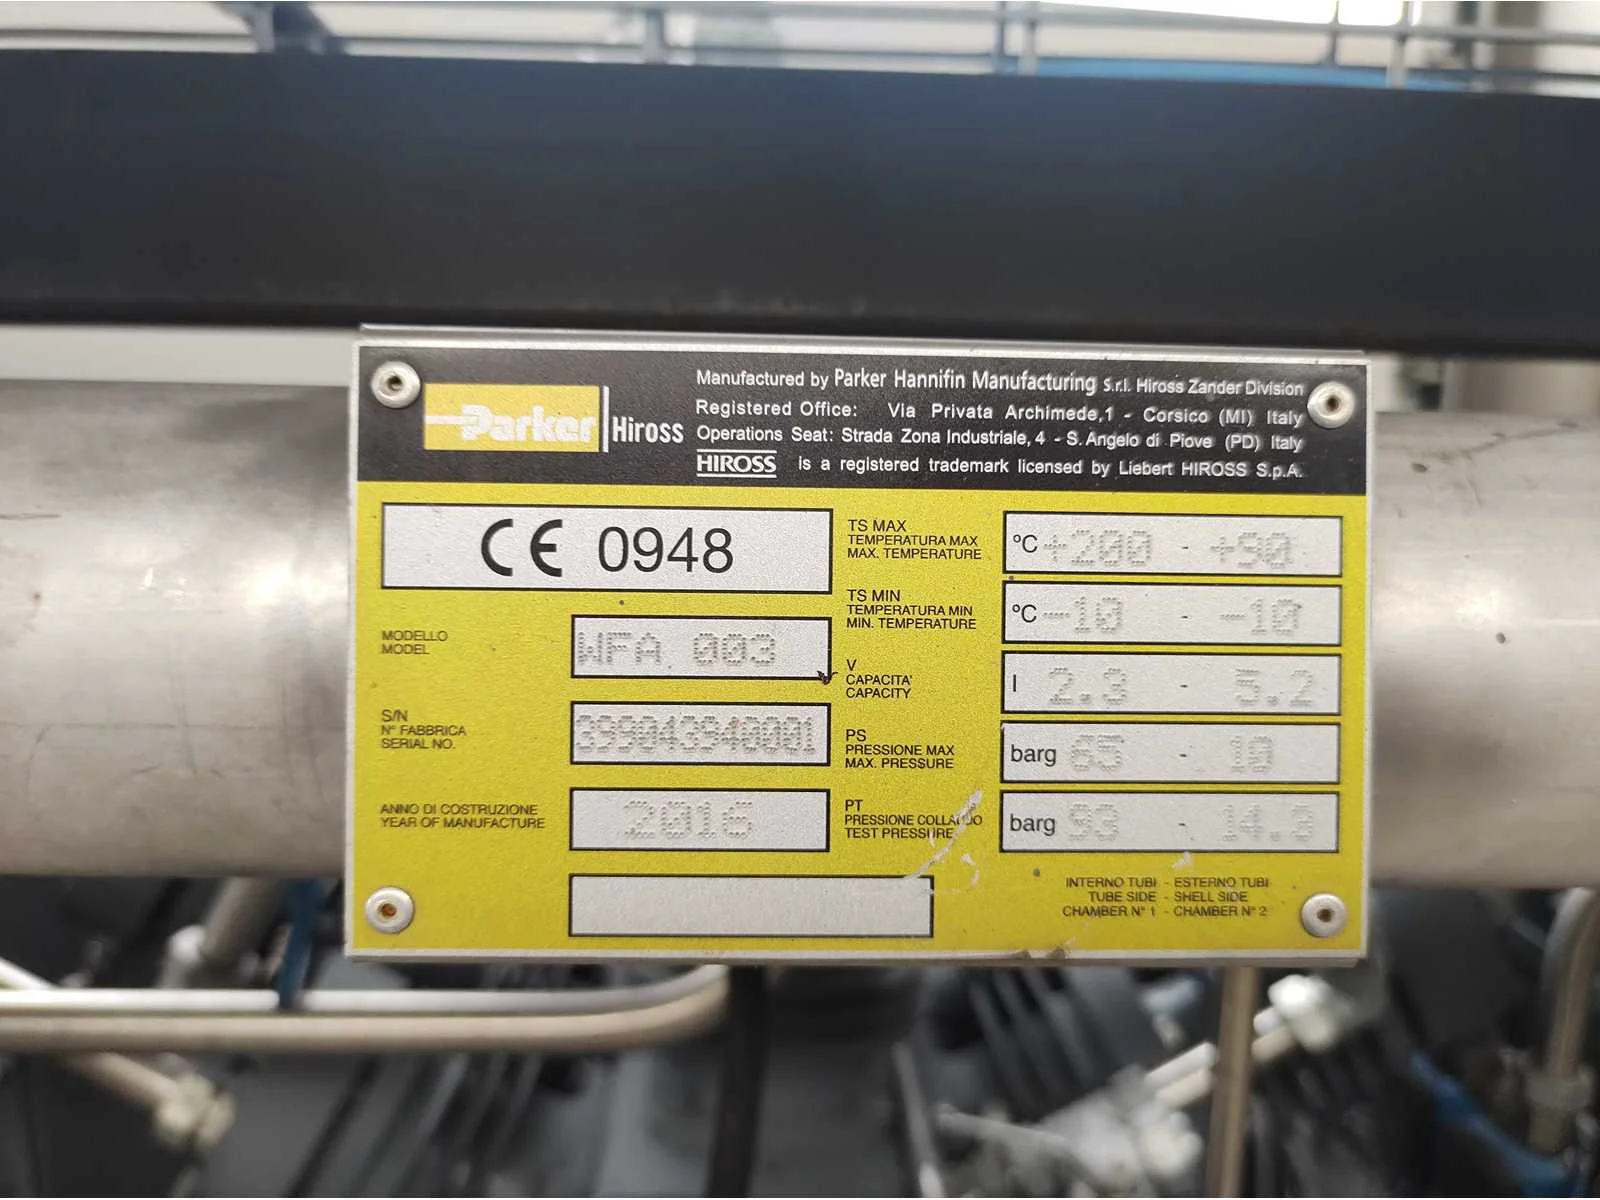 Parker Hiross
Manufactured by Parker Hannifin Manufacturing S.r.l. Hiross Zander Division
Registered Office: Via Privata Archimede,1 - Corsico (MI) Italy
Operations Seat: Strada Zona Industriale, 4 - S. Angelo di Piove (PD) Italy
HIROSS is a registered trademark licensed by Liebert HIROSS S.p.A.
CE 0948
MODELLO
MODEL
WFA 003
S/N
N° FABBRICA
SERIAL NO.
399043940001
ANNO DI COSTRUZIONE
YEAR OF MANUFACTURE
2016
TS MAX
TEMPERATURA MAX
MAX. TEMPERATURE
°C +200 - +90
TS MIN
TEMPERATURA MIN
MIN. TEMPERATURE
°C -10 - -10
V
CAPACITA'
CAPACITY
l 2.3 - 5.2
PS
PRESSIONE MAX
MAX. PRESSURE
barg 65 - 10
PT
PRESSIONE COLLAUDO
TEST PRESSURE
barg 93 - 14.3
INTERNO TUBI - ESTERNO TUBI
TUBE SIDE - SHELL SIDE
CHAMBER N° 1 - CHAMBER N° 2